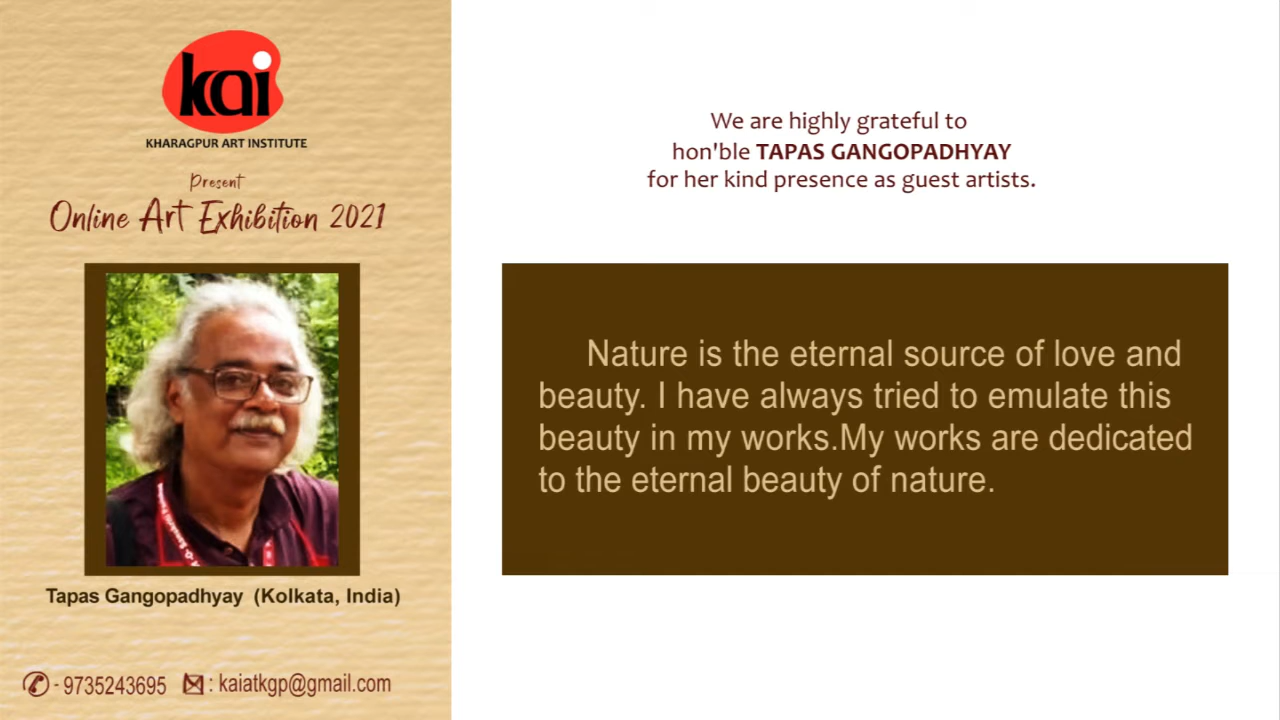 kai
KHARAGPUR ART INSTITUTE
Present
Online Art Exhibition 2021
Tapas Gangopadhyay (Kolkata, India)
- 9735243695 : kaiatkgp@gmail.com
We are highly grateful to
hon'ble TAPAS GANGOPADHYAY
for her kind presence as guest artists.
Nature is the eternal source of love and
beauty. I have always tried to emulate this
beauty in my works.My works are dedicated
to the eternal beauty of nature.